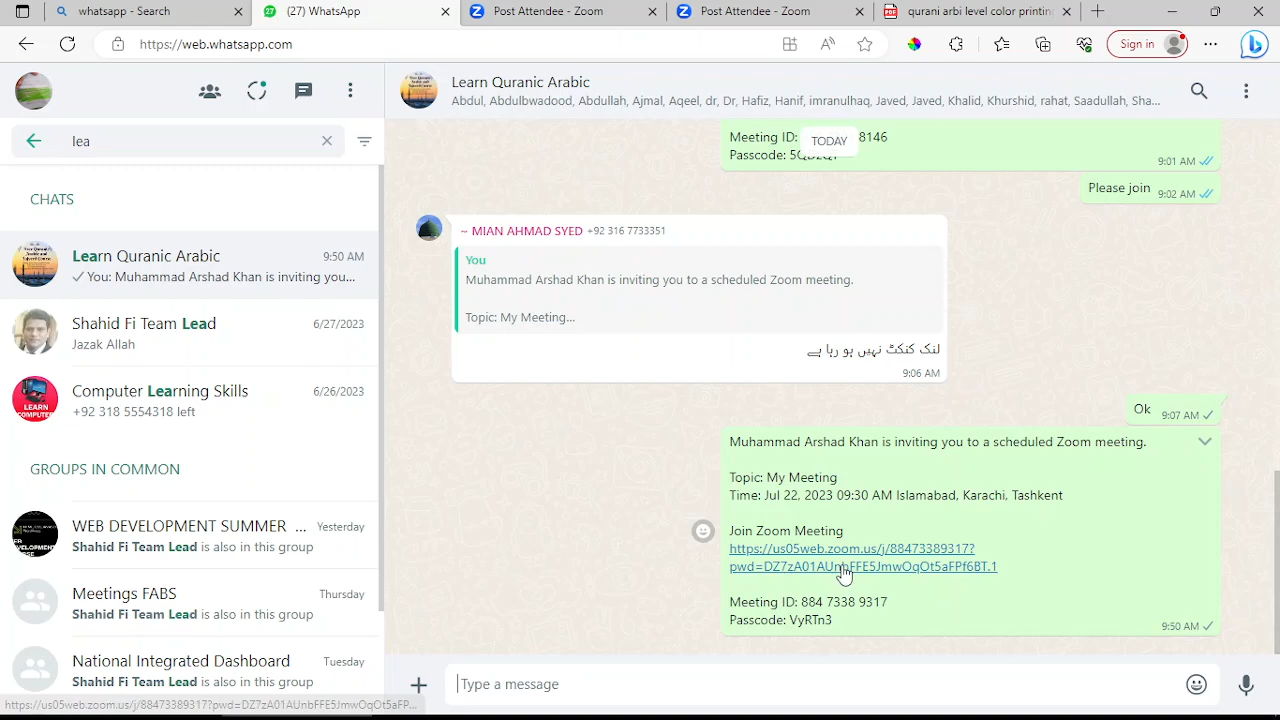 whatsapp - Search
(27) WhatsApp
Post Attendee - Zoom
Post Attendee - Zoom
qurani arbi level color printing
https://web.whatsapp.com
Sign in
lea
CHATS
Learn Quranic Arabic
9:50 AM
You: Muhammad Arshad Khan is inviting you...
Shahid Fi Team Lead
6/27/2023
Jazak Allah
Computer Learning Skills
6/26/2023
+92 318 5554318 left
GROUPS IN COMMON
WEB DEVELOPMENT SUMMER ...
Yesterday
Shahid Fi Team Lead is also in this group
Meetings FABS
Thursday
Shahid Fi Team Lead is also in this group
National Integrated Dashboard
Tuesday
Shahid Fi Team Lead is also in this group
https://us05web.zoom.us/j/88473389317?pwd=DZ7zA01AUnbFFE5JmwOqOt5aFP...
Learn Quranic Arabic
Abdul, Abdulbwadood, Abdullah, Ajmal, Aqeel, dr, Dr, Hafiz, Hanif, imranulhaq, Javed, Javed, Khalid, Khurshid, rahat, Saadullah, Sha...
TODAY
Meeting ID: 8146
Passcode:
9:01 AM
Please join
9:02 AM
~ MIAN AHMAD SYED +92 316 7733351
You
Muhammad Arshad Khan is inviting you to a scheduled Zoom meeting.
Topic: My Meeting...
لنک کنکٹ نہیں ہو رہا ہے
9:06 AM
Ok
9:07 AM
Muhammad Arshad Khan is inviting you to a scheduled Zoom meeting.
Topic: My Meeting
Time: Jul 22, 2023 09:30 AM Islamabad, Karachi, Tashkent
Join Zoom Meeting
https://us05web.zoom.us/j/88473389317?
pwd=DZ7zA01AUnbFFE5JmwOqOt5aFPf6BT.1
Meeting ID: 884 7338 9317
Passcode: VyRTn3
9:50 AM
Type a message